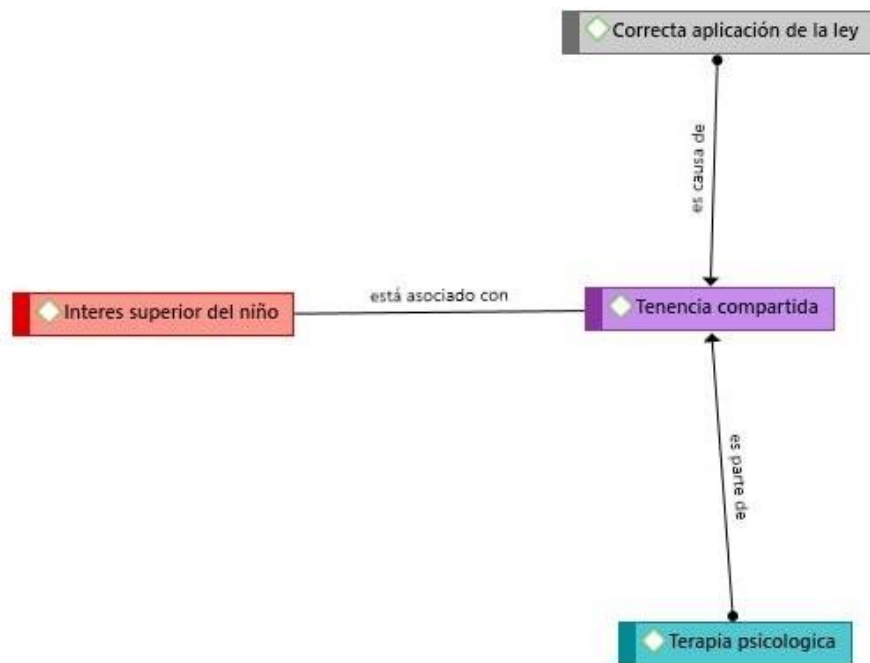 Correcta aplicación de la ley
es causa de
Interes superior del niño
está asociado con
Tenencia compartida
es parte de
Terapia psicologica